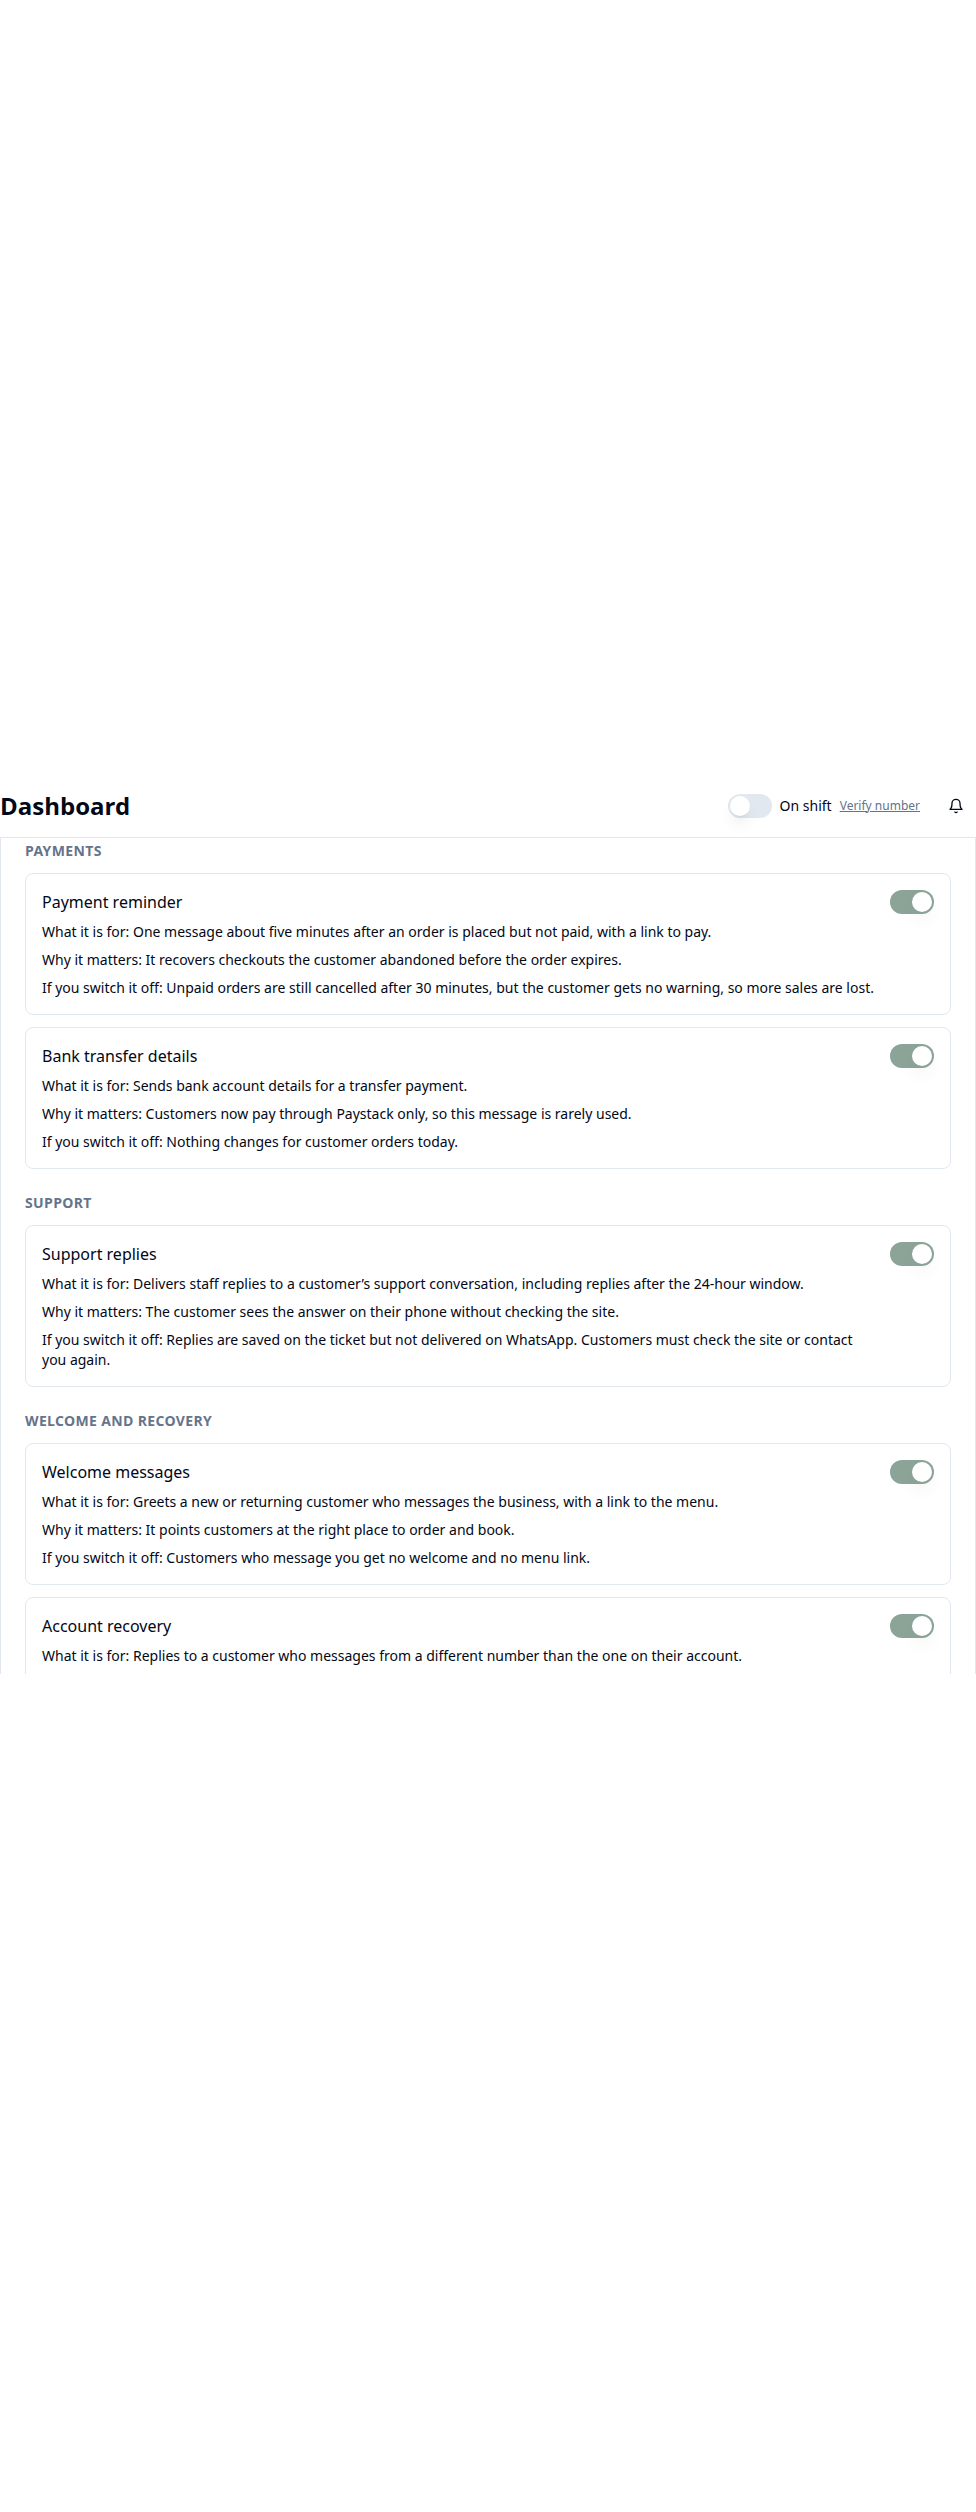 Dashboard
On shift Verify number
PAYMENTS
Payment reminder
What it is for: One message about five minutes after an order is placed but not paid, with a link to pay.
Why it matters: It recovers checkouts the customer abandoned before the order expires.
If you switch it off: Unpaid orders are still cancelled after 30 minutes, but the customer gets no warning, so more sales are lost.
Bank transfer details
What it is for: Sends bank account details for a transfer payment.
Why it matters: Customers now pay through Paystack only, so this message is rarely used.
If you switch it off: Nothing changes for customer orders today.
SUPPORT
Support replies
What it is for: Delivers staff replies to a customer’s support conversation, including replies after the 24-hour window.
Why it matters: The customer sees the answer on their phone without checking the site.
If you switch it off: Replies are saved on the ticket but not delivered on WhatsApp. Customers must check the site or contact
you again.
WELCOME AND RECOVERY
Welcome messages
What it is for: Greets a new or returning customer who messages the business, with a link to the menu.
Why it matters: It points customers at the right place to order and book.
If you switch it off: Customers who message you get no welcome and no menu link.
Account recovery
What it is for: Replies to a customer who messages from a different number than the one on their account.